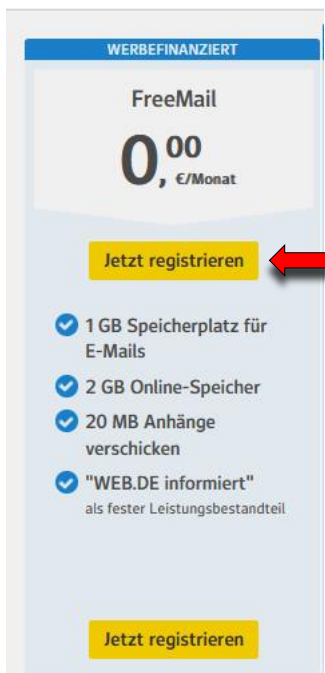 WERBEFINANZIERT
FreeMail
0,00
€/Monat
Jetzt registrieren
1 GB Speicherplatz für
E-Mails
2 GB Online-Speicher
20 MB Anhänge
verschicken
"WEB.DE informiert"
als fester Leistungsbestandteil
Jetzt registrieren